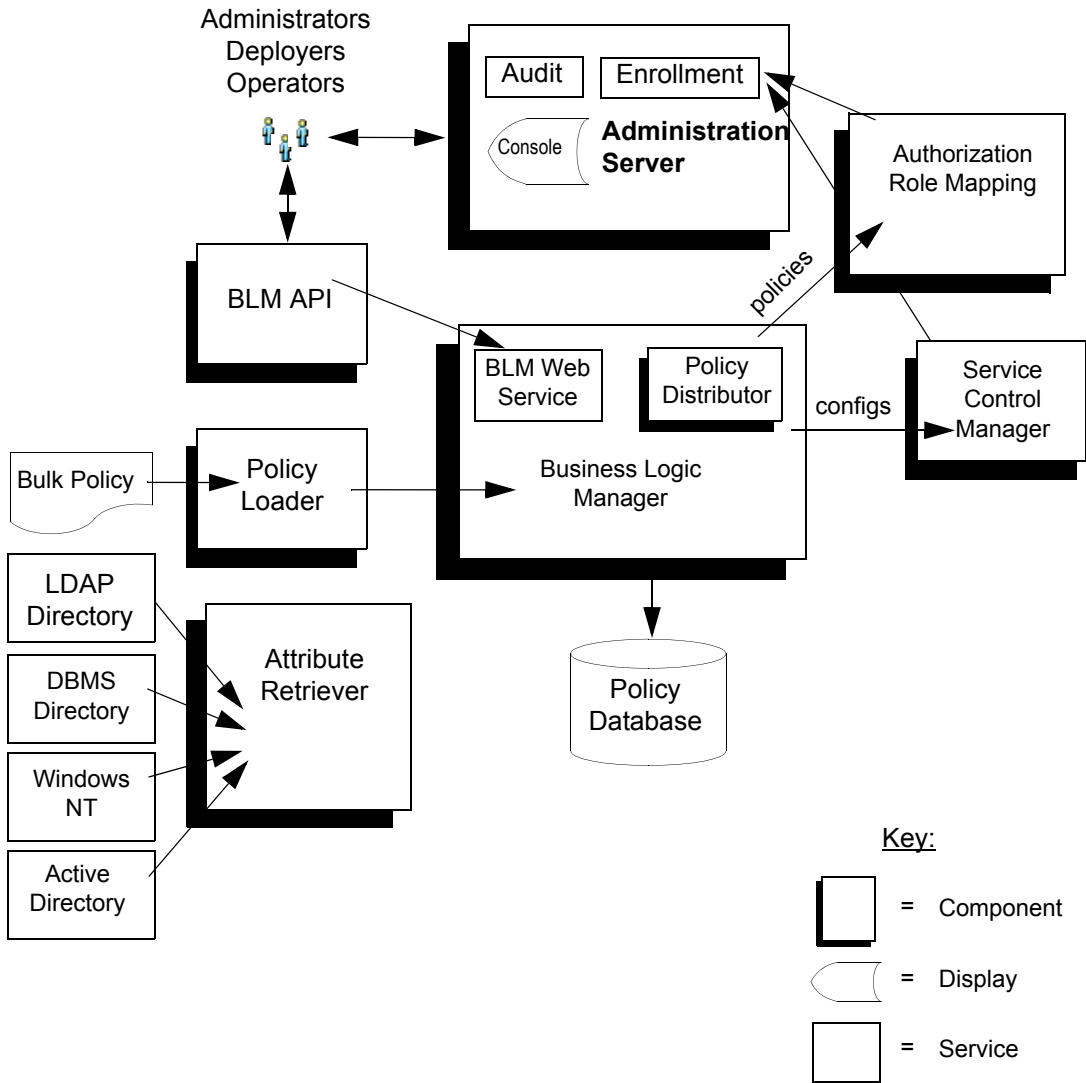 Administrators
Deployers
Operators
Audit
Enrollment
Console
Administration
Server
Authorization
Role Mapping
BLM API
policies
BLM Web
Service
Policy
Distributor
configs
Service
Control
Manager
Business Logic
Manager
Bulk Policy
Policy
Loader
LDAP
Directory
DBMS
Directory
Windows
NT
Active
Directory
Attribute
Retriever
Policy
Database
Key:
= Component
= Display
= Service